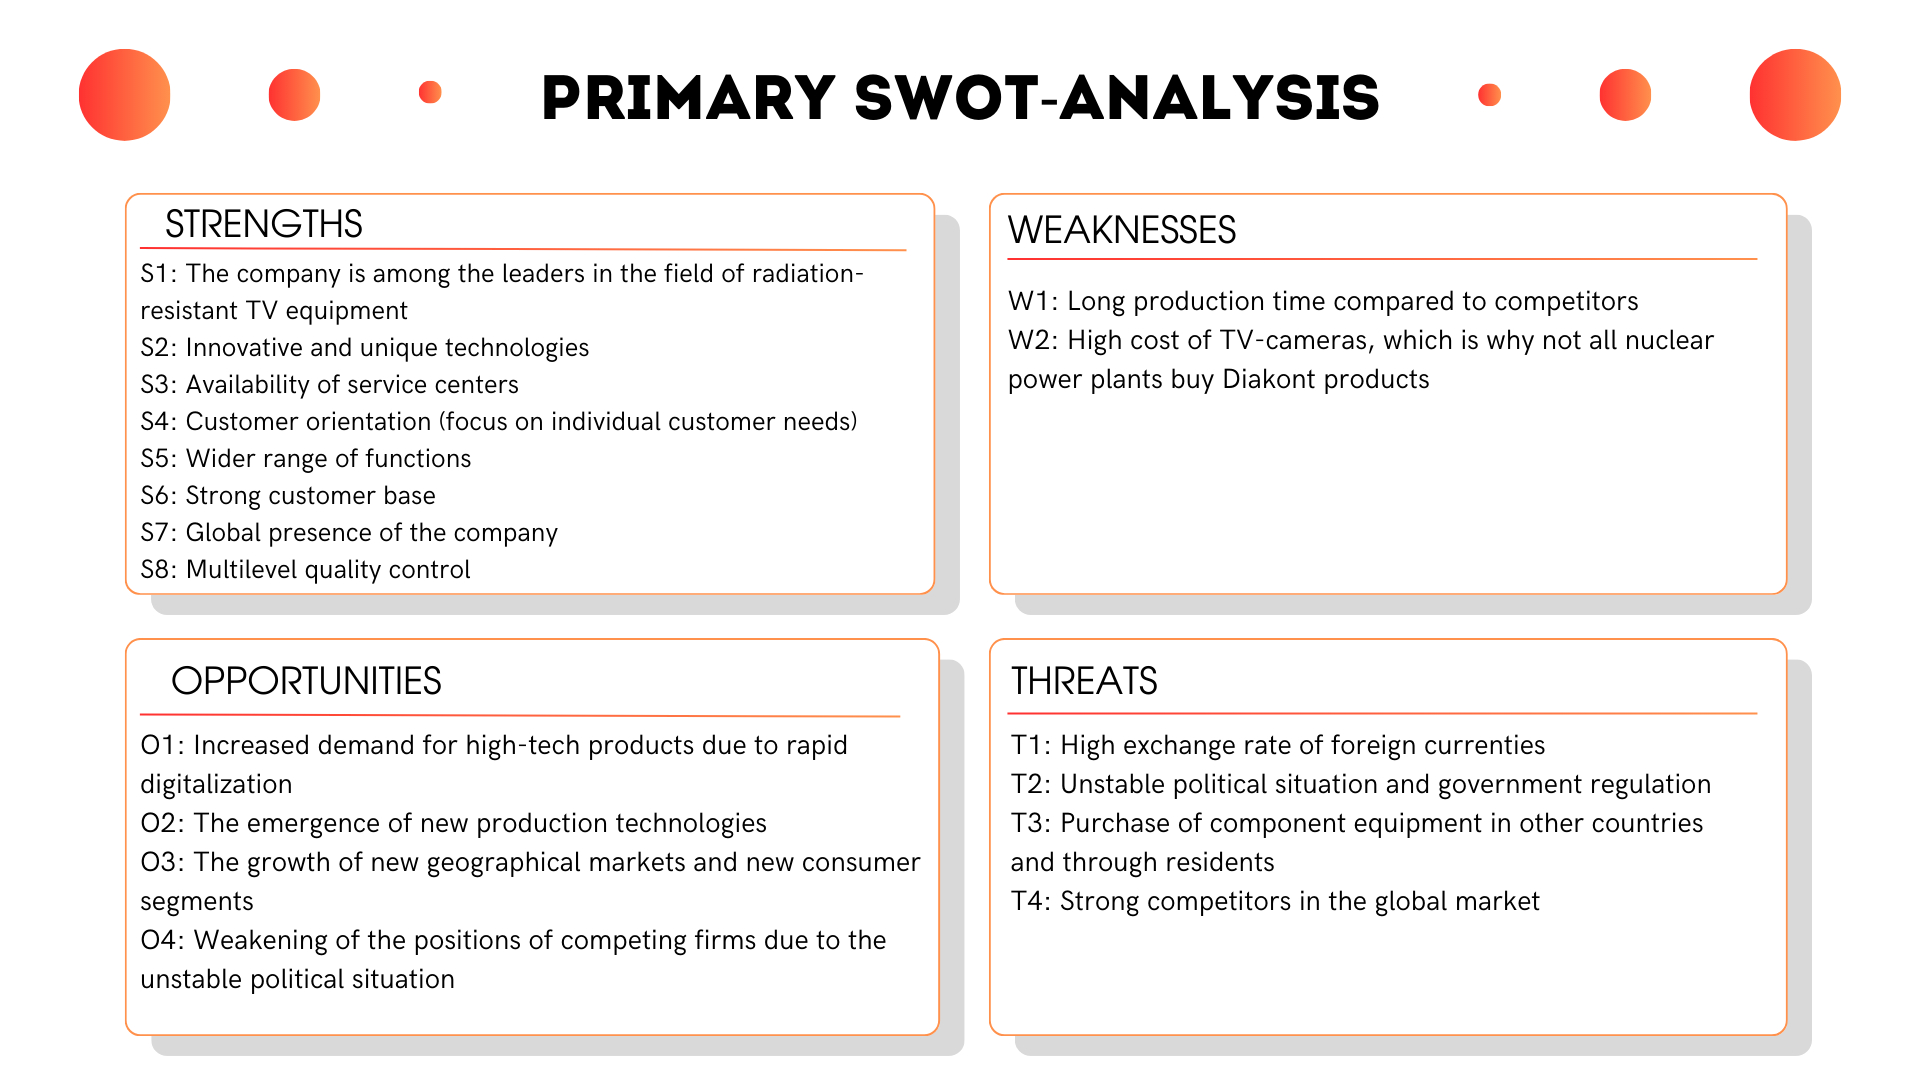 PRIMARY SWOT-ANALYSIS
STRENGTHS
S1: The company is among the leaders in the field of radiation-
resistant TV equipment
S2: Innovative and unique technologies
S3: Availability of service centers
S4: Customer orientation (focus on individual customer needs)
S5: Wider range of functions
S6: Strong customer base
S7: Global presence of the company
S8: Multilevel quality control
WEAKNESSES
W1: Long production time compared to competitors
W2: High cost of TV-cameras, which is why not all nuclear
power plants buy Diakont products
OPPORTUNITIES
O1: Increased demand for high-tech products due to rapid
digitalization
O2: The emergence of new production technologies
O3: The growth of new geographical markets and new consumer
segments
O4: Weakening of the positions of competing firms due to the
unstable political situation
THREATS
T1: High exchange rate of foreign currenties
T2: Unstable political situation and government regulation
T3: Purchase of component equipment in other countries
and through residents
T4: Strong competitors in the global market